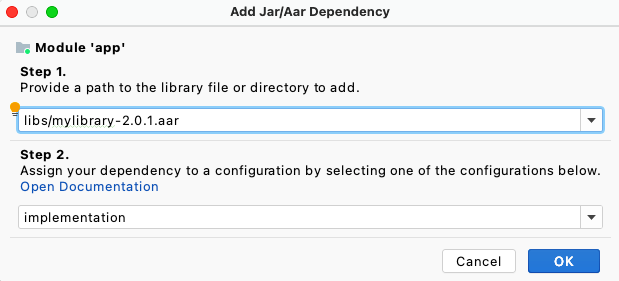 Add Jar/Aar Dependency
Module 'app'
Step 1.
Provide a path to the library file or directory to add.
libs/mylibrary-2.0.1.aar
Step 2.
Assign your dependency to a configuration by selecting one of the configurations below.
Open Documentation
implementation
Cancel OK